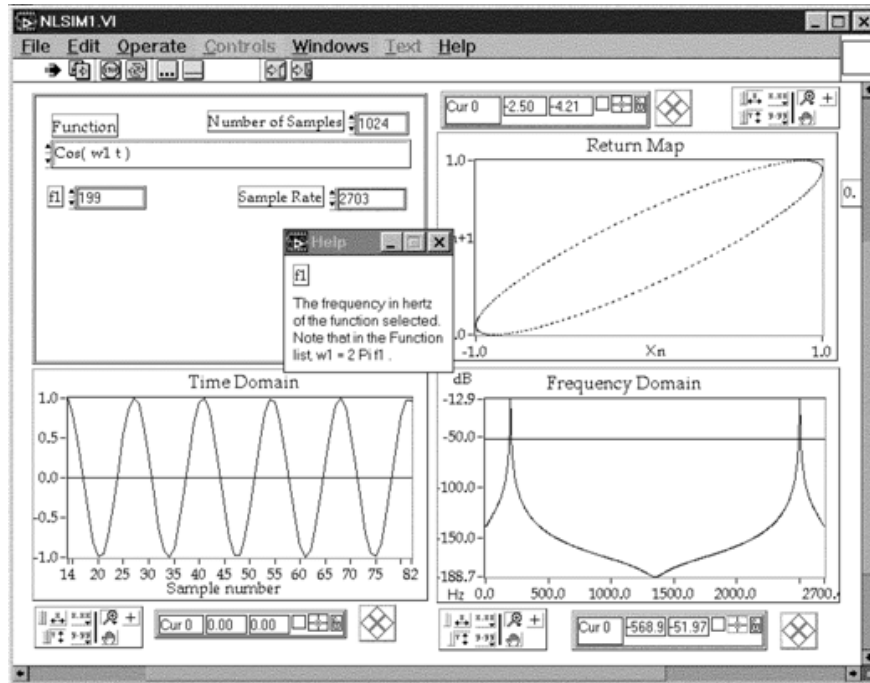 NLSIM1.VI
File Edit Operate Controls Windows Text Help
STOP
Function
Number of Samples 1024
Cos( w1 t )
f1 199
Sample Rate 2703
Help
f1
The frequency in hertz
of the function selected.
Note that in the Function
list, w1 = 2 Pi f1 .
Cur 0 -2.50 -4.21
Return Map
1.0
n+1
.0
-1.0 Xn 1.0
0.
Time Domain
1.0
0.5
0.0
-0.5
-1.0
14 20 25 30 35 40 45 50 55 60 65 70 75 82
Sample number
Cur 0 0.00 0.00
dB Frequency Domain
-12.9
-50.0
-100.0
-150.0
-188.7
Hz 0.0 500.0 1000.0 1500.0 2000.0 2700.
Cur 0 -568.9 -51.97